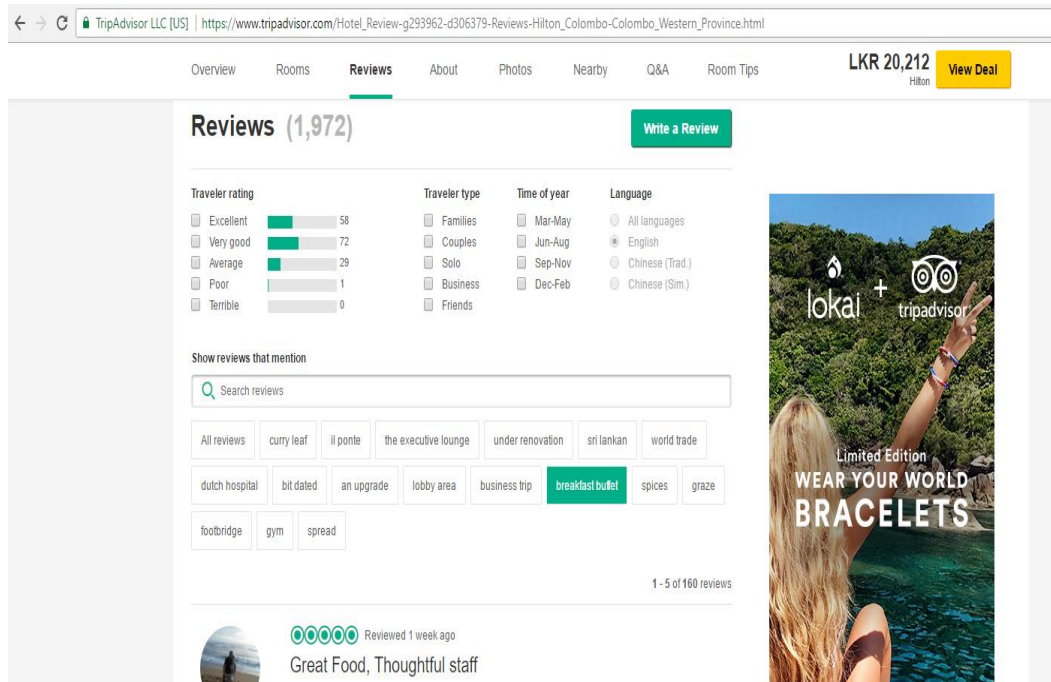 TripAdvisor LLC [US] | https://www.tripadvisor.com/Hotel_Review-g293962-d306379-Reviews-Hilton_Colombo-Colombo_Western_Province.html
Overview Rooms Reviews About Photos Nearby Q&A Room Tips LKR 20,212 View Deal
Hilton
Reviews (1,972) Write a Review
Traveler rating Traveler type Time of year Language
Excellent 58 Families Mar-May All languages
Very good 72 Couples Jun-Aug English
Average 29 Solo Sep-Nov Chinese (Trad.)
Poor 1 Business Dec-Feb Chinese (Sim.)
Terrible 0 Friends
lokai + tripadvisor
Show reviews that mention
Search reviews
All reviews curry leaf il ponte the executive lounge under renovation sri lankan world trade
dutch hospital bit dated an upgrade lobby area business trip breakfast buffet spices graze
footbridge gym spread
Limited Edition
WEAR YOUR WORLD
BRACELETS
1 - 5 of 160 reviews
Reviewed 1 week ago
Great Food, Thoughtful staff